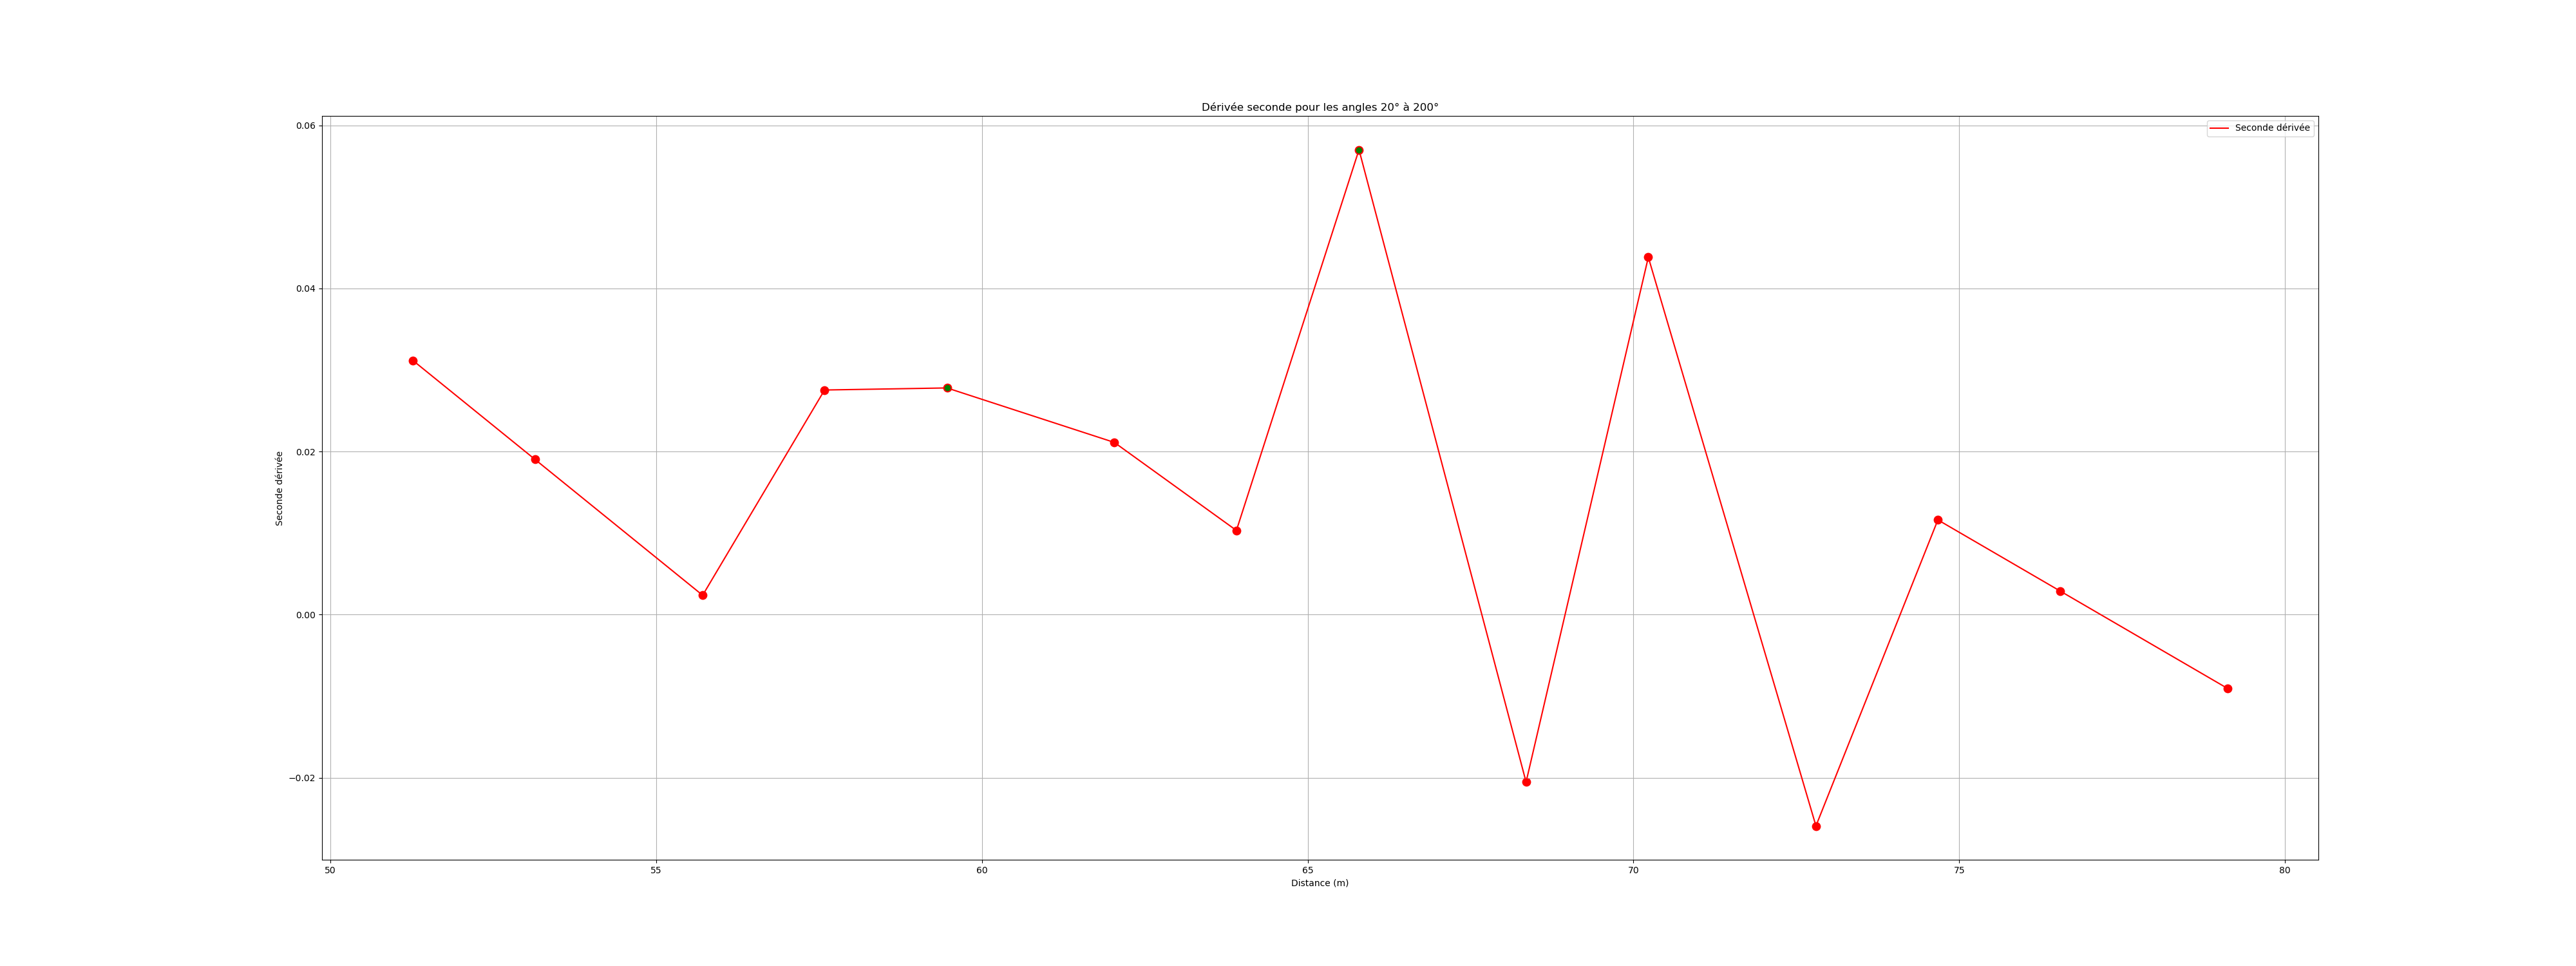 Dérivée seconde pour les angles 20° à 200°
Seconde dérivée
0.06
0.04
0.02
0.00
−0.02
Seconde dérivée
50 55 60 65 70 75 80
Distance (m)